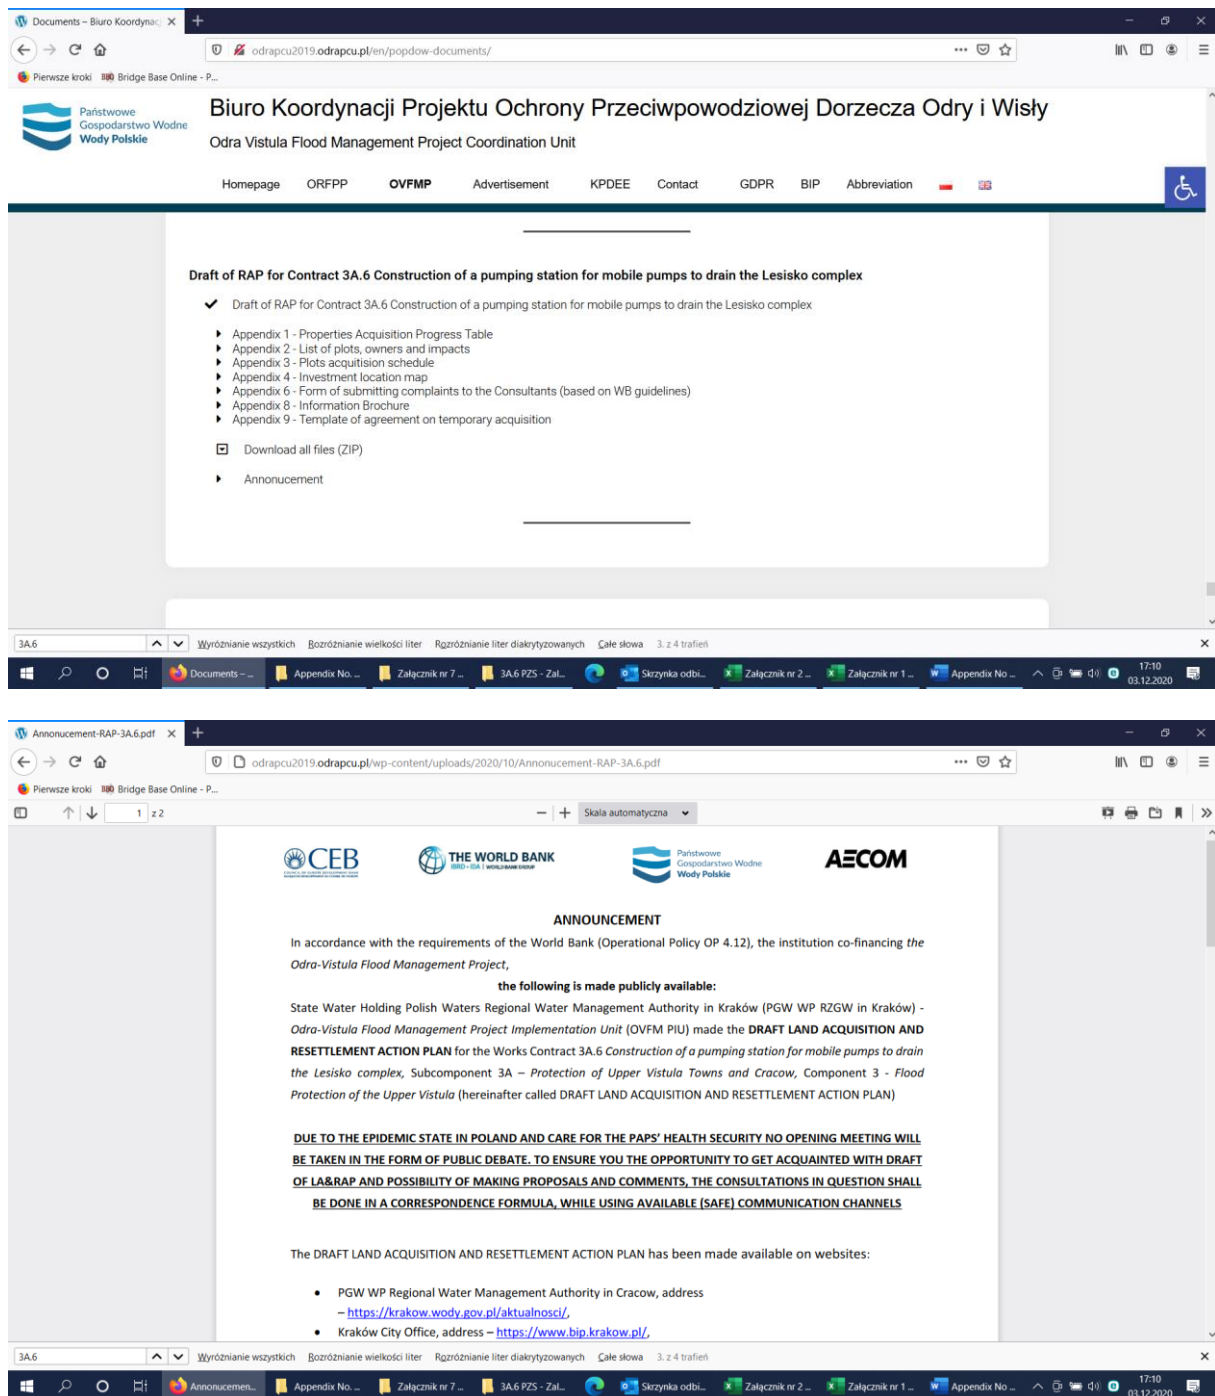 Documents – Biuro Koordynac
odrapcu2019.odrapcu.pl/en/popdow-documents/
Pierwsze kroki Bridge Base Online - P...
Państwowe
Gospodarstwo Wodne
Wody Polskie
Biuro Koordynacji Projektu Ochrony Przeciwpowodziowej Dorzecza Odry i Wisły
Odra Vistula Flood Management Project Coordination Unit
Homepage ORFPP OVFMP Advertisement KPDEE Contact GDPR BIP Abbreviation
Draft of RAP for Contract 3A.6 Construction of a pumping station for mobile pumps to drain the Lesisko complex
Draft of RAP for Contract 3A.6 Construction of a pumping station for mobile pumps to drain the Lesisko complex
Appendix 1 - Properties Acquisition Progress Table
Appendix 2 - List of plots, owners and impacts
Appendix 3 - Plots acquitision schedule
Appendix 4 - Investment location map
Appendix 6 - Form of submitting complaints to the Consultants (based on WB guidelines)
Appendix 8 - Information Brochure
Appendix 9 - Template of agreement on temporary acquisition
Download all files (ZIP)
Annonucement
3A.6 Wyróżnianie wszystkich Rozróżnianie wielkości liter Rozróżnianie liter diakrytyzowanych Całe słowa 3. z 4 trafień
Documents – ... Appendix No. ... Załącznik nr 7 ... 3A.6 PZS - Zał... Skrzynka odbi... Załącznik nr 2 ... Załącznik nr 1 ... Appendix No ... 17:10
03.12.2020
Annonucement-RAP-3A.6.pdf
odrapcu2019.odrapcu.pl/wp-content/uploads/2020/10/Annonucement-RAP-3A.6.pdf
Pierwsze kroki Bridge Base Online - P...
1 z 2 Skala automatyczna
CEB
THE WORLD BANK
IBRD • IDA | WORLD BANK GROUP
Państwowe
Gospodarstwo Wodne
Wody Polskie
AECOM
ANNOUNCEMENT
In accordance with the requirements of the World Bank (Operational Policy OP 4.12), the institution co-financing the
Odra-Vistula Flood Management Project,
the following is made publicly available:
State Water Holding Polish Waters Regional Water Management Authority in Kraków (PGW WP RZGW in Kraków) -
Odra-Vistula Flood Management Project Implementation Unit (OVFM PIU) made the DRAFT LAND ACQUISITION AND
RESETTLEMENT ACTION PLAN for the Works Contract 3A.6 Construction of a pumping station for mobile pumps to drain
the Lesisko complex, Subcomponent 3A – Protection of Upper Vistula Towns and Cracow, Component 3 - Flood
Protection of the Upper Vistula (hereinafter called DRAFT LAND ACQUISITION AND RESETTLEMENT ACTION PLAN)
DUE TO THE EPIDEMIC STATE IN POLAND AND CARE FOR THE PAPS' HEALTH SECURITY NO OPENING MEETING WILL
BE TAKEN IN THE FORM OF PUBLIC DEBATE. TO ENSURE YOU THE OPPORTUNITY TO GET ACQUAINTED WITH DRAFT
OF LA&RAP AND POSSIBILITY OF MAKING PROPOSALS AND COMMENTS, THE CONSULTATIONS IN QUESTION SHALL
BE DONE IN A CORRESPONDENCE FORMULA, WHILE USING AVAILABLE (SAFE) COMMUNICATION CHANNELS
The DRAFT LAND ACQUISITION AND RESETTLEMENT ACTION PLAN has been made available on websites:
• PGW WP Regional Water Management Authority in Cracow, address
– https://krakow.wody.gov.pl/aktualnosci/,
• Kraków City Office, address – https://www.bip.krakow.pl/,
3A.6 Wyróżnianie wszystkich Rozróżnianie wielkości liter Rozróżnianie liter diakrytyzowanych Całe słowa 3. z 4 trafień
Annonucemen... Appendix No. ... Załącznik nr 7 ... 3A.6 PZS - Zał... Skrzynka odbi... Załącznik nr 2 ... Załącznik nr 1 ... Appendix No ... 17:10
03.12.2020